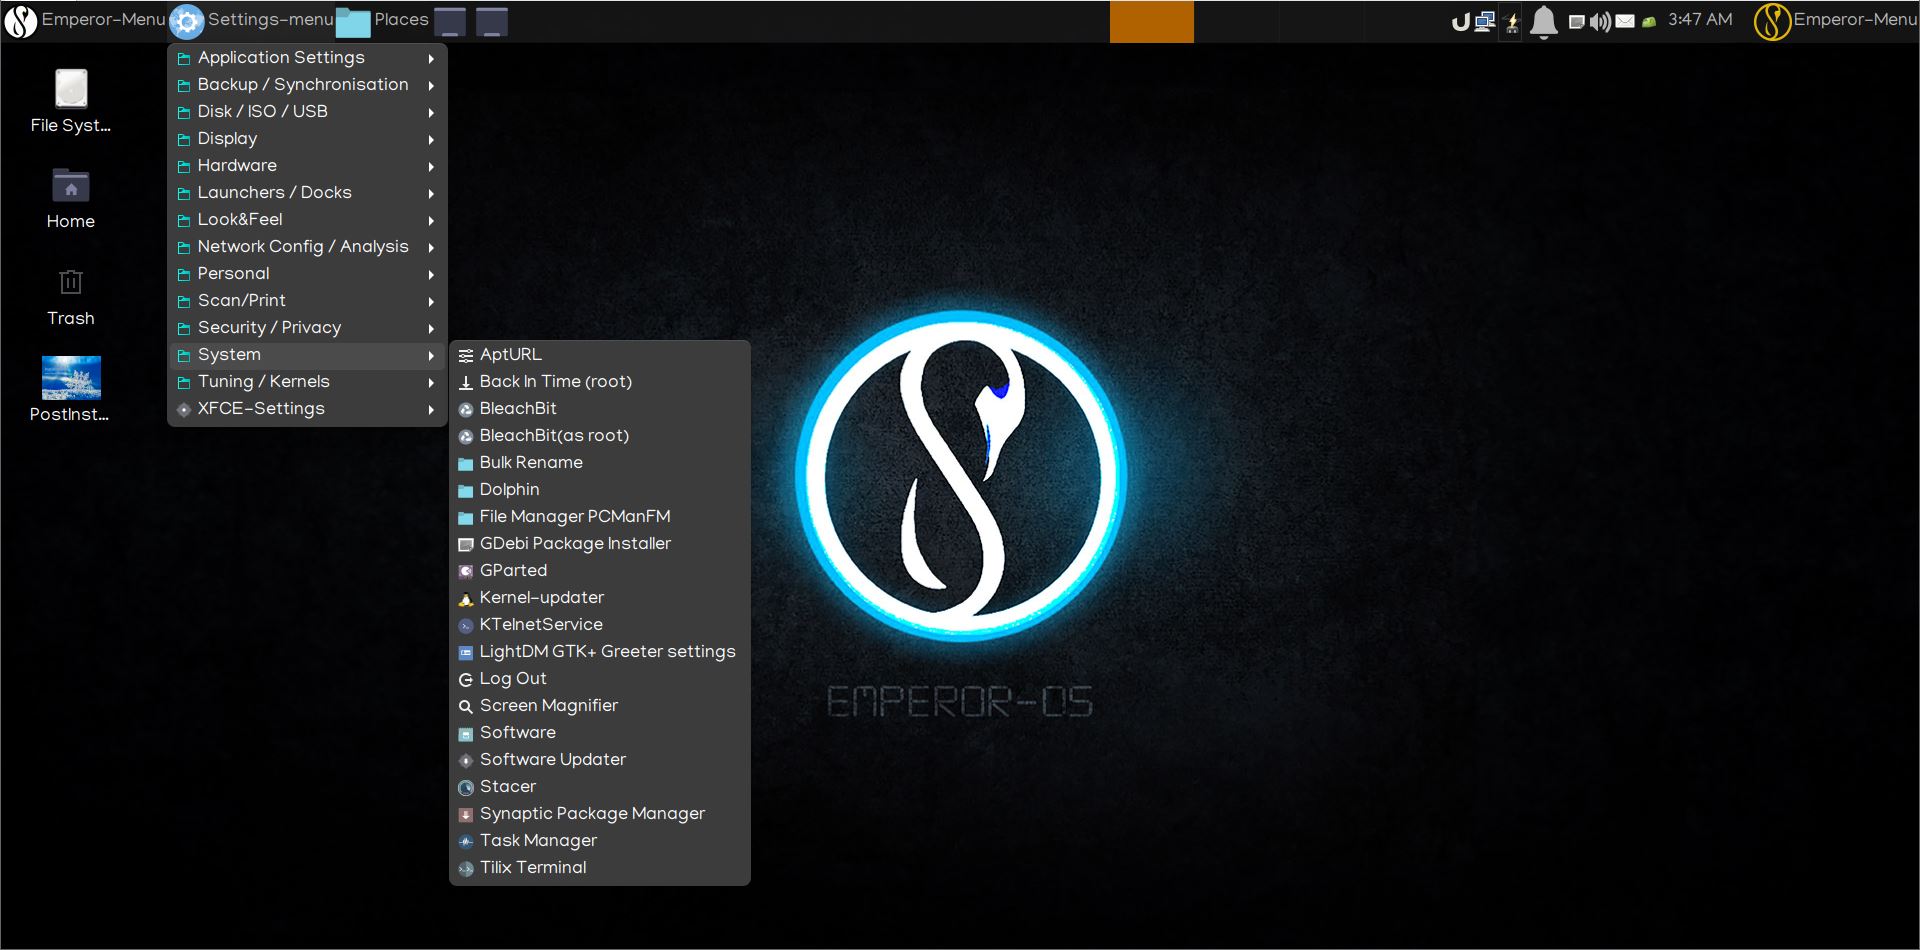 Emperor-Menu Settings-menu Places 3:47 AM Emperor-Menu
File Syst...
Home
Trash
PostInst...
Application Settings
Backup / Synchronisation
Disk / ISO / USB
Display
Hardware
Launchers / Docks
Look&Feel
Network Config / Analysis
Personal
Scan/Print
Security / Privacy
System
Tuning / Kernels
XFCE-Settings
AptURL
Back In Time (root)
BleachBit
BleachBit(as root)
Bulk Rename
Dolphin
File Manager PCManFM
GDebi Package Installer
GParted
Kernel-updater
KTelnetService
LightDM GTK+ Greeter settings
Log Out
Screen Magnifier
Software
Software Updater
Stacer
Synaptic Package Manager
Task Manager
Tilix Terminal
EMPEROR-OS